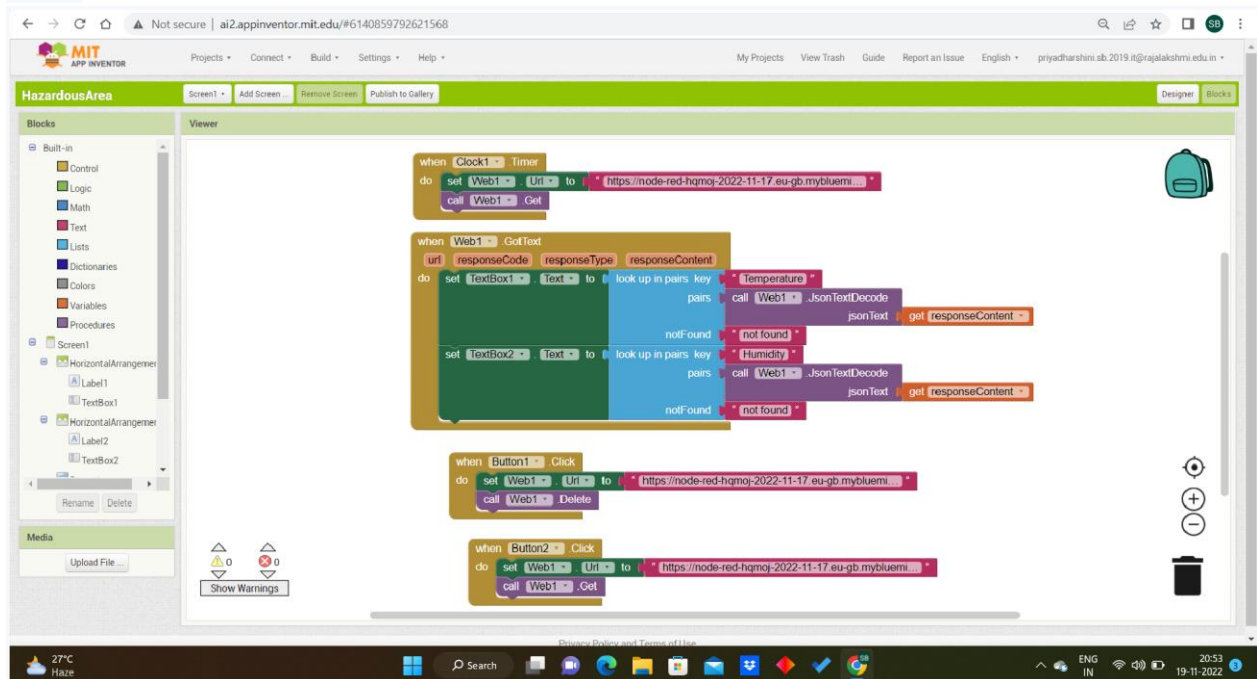 Not secure | ai2.appinventor.mit.edu/#6140859792621568
SB
MIT
APP INVENTOR
Projects Connect Build Settings Help My Projects View Trash Guide Report an Issue English priyadharshini.sb.2019.it@rajalakshmi.edu.in
HazardousArea Screen1 Add Screen ... Remove Screen Publish to Gallery Designer Blocks
Blocks
Viewer
Built-in
Control
Logic
Math
Text
Lists
Dictionaries
Colors
Variables
Procedures
Screen1
HorizontalArrangemer
Label1
TextBox1
HorizontalArrangemer
Label2
TextBox2
Rename Delete
Media
Upload File ...
when Clock1 .Timer
do set Web1 . Url to " https://node-red-hqmoj-2022-11-17.eu-gb.mybluemi... "
call Web1 .Get
when Web1 .GotText
url responseCode responseType responseContent
do set TextBox1 . Text to look up in pairs key " Temperature "
pairs call Web1 .JsonTextDecode
jsonText get responseContent
notFound " not found "
set TextBox2 . Text to look up in pairs key " Humidity "
pairs call Web1 .JsonTextDecode
jsonText get responseContent
notFound " not found "
when Button1 .Click
do set Web1 . Url to " https://node-red-hqmoj-2022-11-17.eu-gb.mybluemi... "
call Web1 .Delete
when Button2 .Click
do set Web1 . Url to " https://node-red-hqmoj-2022-11-17.eu-gb.mybluemi... "
call Web1 .Get
0 0
Show Warnings
Privacy Policy and Terms of Use
27°C
Haze
Search
SB
ENG
IN
20:53
19-11-2022
3